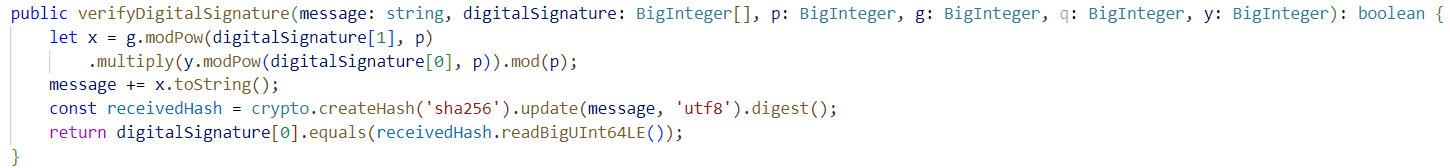 public verifyDigitalSignature(message: string, digitalSignature: BigInteger[], p: BigInteger, g: BigInteger, q: BigInteger, y: BigInteger): boolean {
    let x = g.modPow(digitalSignature[1], p)
        .multiply(y.modPow(digitalSignature[0], p)).mod(p);
    message += x.toString();
    const receivedHash = crypto.createHash('sha256').update(message, 'utf8').digest();
    return digitalSignature[0].equals(receivedHash.readBigUInt64LE());
}